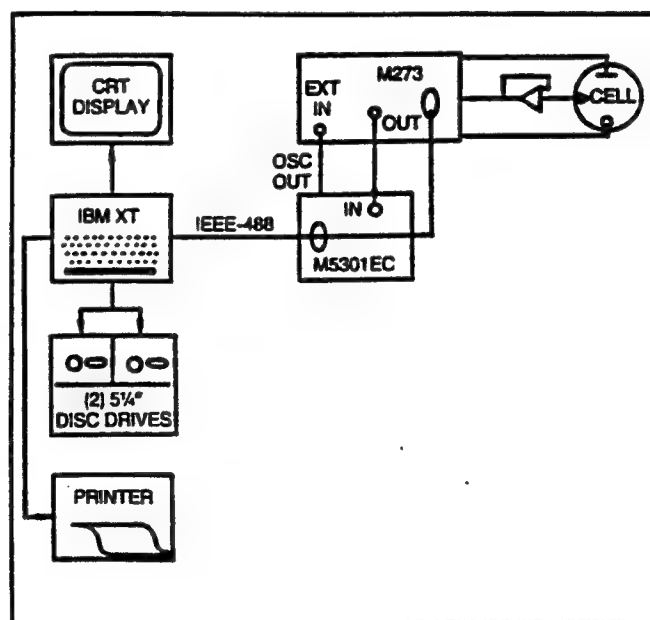 CRT
DISPLAY
M273
EXT
IN
OUT
CELL
OSC
OUT
IBM XT
IEEE-488
IN
M5301EC
(2) 5¼"
DISC DRIVES
PRINTER